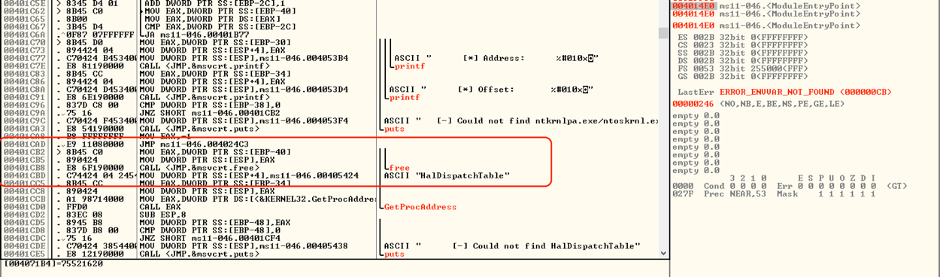 00401C5E > 8345 D4 01 ADD DWORD PTR SS:[EBP-2C],1
00401C62 > 8B45 C0 MOV EAX,DWORD PTR SS:[EBP-40]
00401C65 . 8B00 MOV EAX,DWORD PTR DS:[EAX]
00401C67 . 3B45 D4 CMP EAX,DWORD PTR SS:[EBP-2C]
00401C6A .^0F87 07FFFFFF JA ms11-046.00401B77
00401C70 > 8B45 D0 MOV EAX,DWORD PTR SS:[EBP-30]
00401C73 . 894424 04 MOV DWORD PTR SS:[ESP+4],EAX
00401C77 . C70424 B45340 MOV DWORD PTR SS:[ESP],ms11-046.004053B4 ASCII " [*] Address: %#010x
00401C7E . E8 81190000 CALL <JMP.&msvcrt.printf> printf
00401C83 . 8B45 CC MOV EAX,DWORD PTR SS:[EBP-34]
00401C86 . 894424 04 MOV DWORD PTR SS:[ESP+4],EAX
00401C8A . C70424 D45340 MOV DWORD PTR SS:[ESP],ms11-046.004053D4 ASCII " [*] Offset: %#010x
00401C91 . E8 6E190000 CALL <JMP.&msvcrt.printf> printf
00401C96 . 837D C8 00 CMP DWORD PTR SS:[EBP-38],0
00401C9A . 75 16 JNZ SHORT ms11-046.00401CB2
00401C9C . C70424 F45340 MOV DWORD PTR SS:[ESP],ms11-046.004053F4 ASCII " [-] Could not find ntkrnlpa.exe/ntoskrnl.ex
00401CA3 . E8 54190000 CALL <JMP.&msvcrt.puts> puts
00401CA8 . B8 FFFFFFFF MOV EAX,-1
00401CAD . E9 11080000 JMP ms11-046.004024C3
00401CB2 > 8B45 C0 MOV EAX,DWORD PTR SS:[EBP-40]
00401CB5 . 890424 MOV DWORD PTR SS:[ESP],EAX
00401CB8 . E8 6F190000 CALL <JMP.&msvcrt.free> free
00401CBD . C74424 04 2454 MOV DWORD PTR SS:[ESP+4],ms11-046.00405424 ASCII "HalDispatchTable"
00401CC5 . 8B45 CC MOV EAX,DWORD PTR SS:[EBP-34]
00401CC8 . 890424 MOV DWORD PTR SS:[ESP],EAX
00401CCB . A1 98714000 MOV EAX,DWORD PTR DS:[<&KERNEL32.GetProcAddre
00401CD0 . FFD0 CALL EAX GetProcAddress
00401CD2 . 83EC 08 SUB ESP,8
00401CD5 . 8945 B8 MOV DWORD PTR SS:[EBP-48],EAX
00401CD8 . 837D B8 00 CMP DWORD PTR SS:[EBP-48],0
00401CDC . 75 16 JNZ SHORT ms11-046.00401CF4
00401CDE . C70424 385440 MOV DWORD PTR SS:[ESP],ms11-046.00405438 ASCII " [-] Could not find HalDispatchTable"
00401CE5 . E8 12190000 CALL <JMP.&msvcrt.puts> puts
[004071B4]=75521620
004014E0 ms11-046.<ModuleEntryPoint>
004014E0 ms11-046.<ModuleEntryPoint>
004014E0 ms11-046.<ModuleEntryPoint>
ES 002B 32bit 0(FFFFFFFF)
CS 0023 32bit 0(FFFFFFFF)
SS 002B 32bit 0(FFFFFFFF)
DS 002B 32bit 0(FFFFFFFF)
FS 0053 32bit 255000(FFF)
GS 002B 32bit 0(FFFFFFFF)
LastErr ERROR_ENVVAR_NOT_FOUND (000000CB)
00000246 (NO,NB,E,BE,NS,PE,GE,LE)
empty 0.0
empty 0.0
empty 0.0
empty 0.0
empty 0.0
empty 0.0
empty 0.0
empty 0.0
3 2 1 0 E S P U O Z D I
0000 Cond 0 0 0 0 Err 0 0 0 0 0 0 0 0 (GT)
027F Prec NEAR,53 Mask 1 1 1 1 1 1